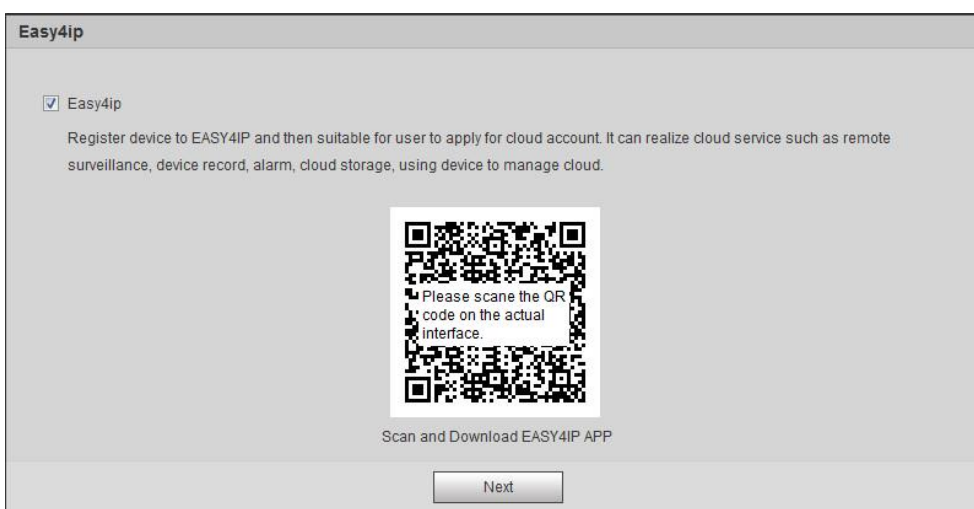 Easy4ip
Easy4ip
Register device to EASY4IP and then suitable for user to apply for cloud account. It can realize cloud service such as remote
surveillance, device record, alarm, cloud storage, using device to manage cloud.
Please scane the QR
code on the actual
interface.
Scan and Download EASY4IP APP
Next